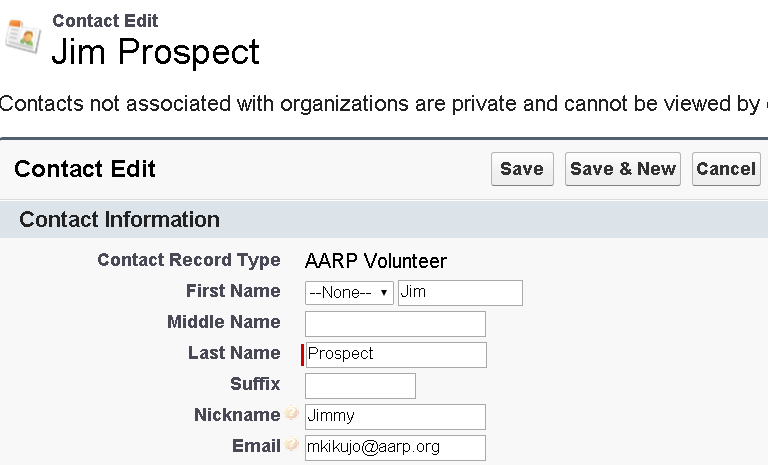 Contact Edit
Jim Prospect
Contacts not associated with organizations are private and cannot be viewed by
Contact Edit Save Save & New Cancel
Contact Information
Contact Record Type AARP Volunteer
First Name --None-- Jim
Middle Name
Last Name Prospect
Suffix
Nickname Jimmy
Email mkikujo@aarp.org